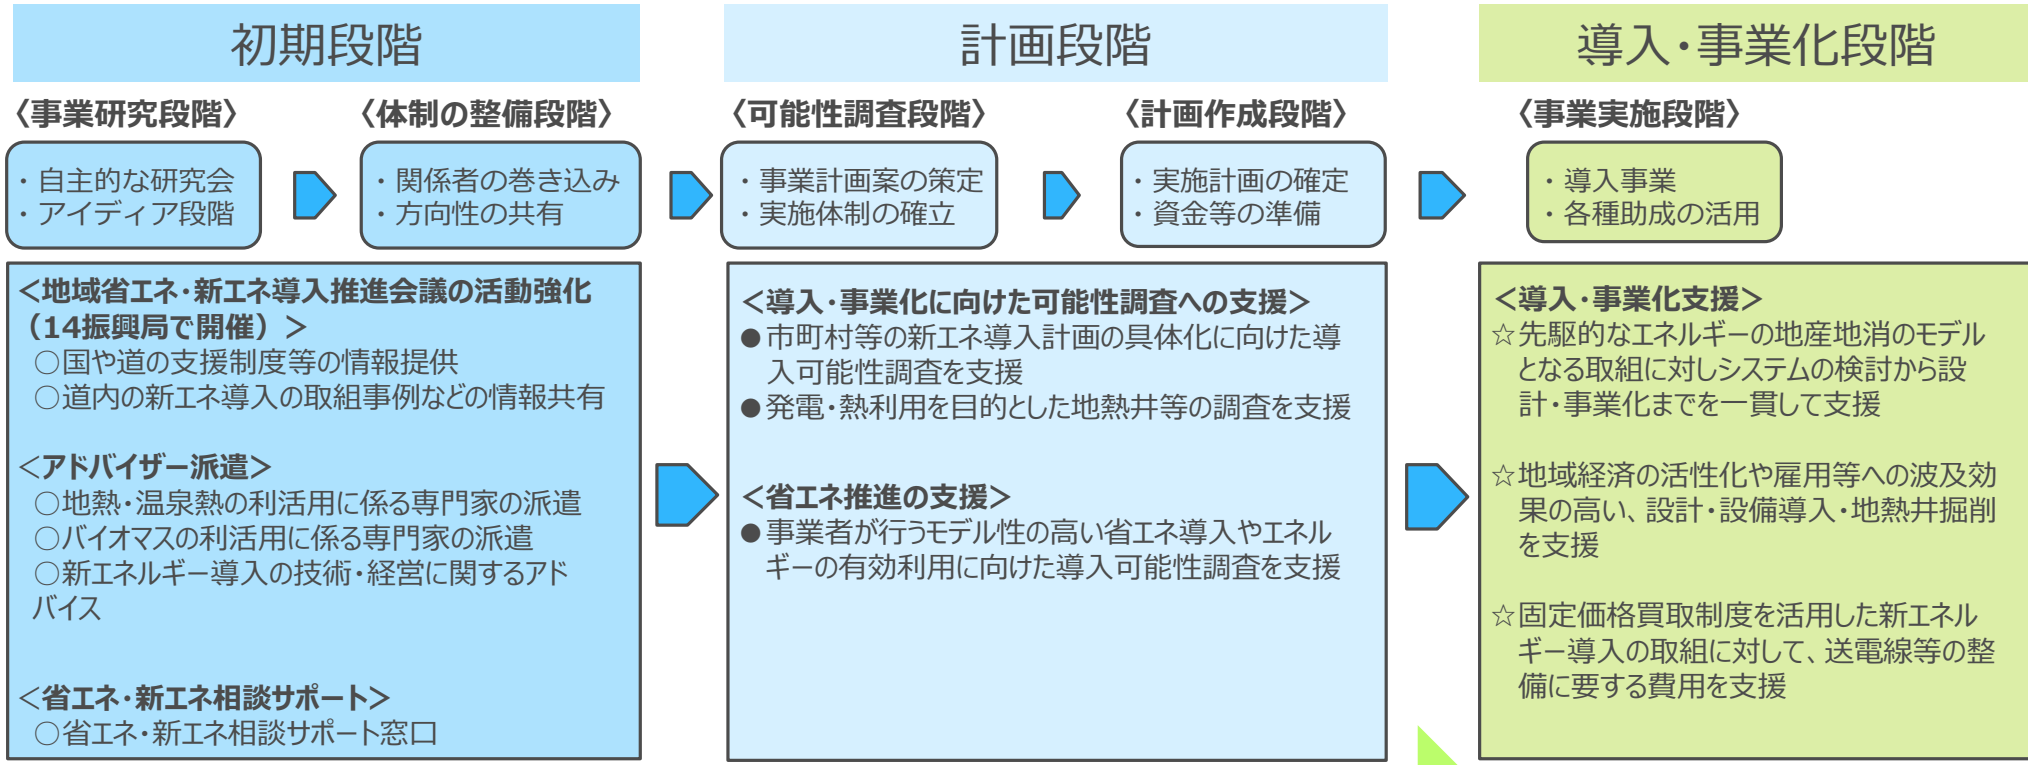 初期段階
計画段階
導入・事業化段階
〈事業研究段階〉
〈体制の整備段階〉
〈可能性調査段階〉
〈計画作成段階〉
〈事業実施段階〉
・自主的な研究会
・アイディア段階
・関係者の巻き込み
・方向性の共有
・事業計画案の策定
・実施体制の確立
・実施計画の確定
・資金等の準備
・導入事業
・各種助成の活用
＜地域省エネ・新エネ導入推進会議の活動強化
（14振興局で開催）＞
○国や道の支援制度等の情報提供
○道内の新エネ導入の取組事例などの情報共有
＜アドバイザー派遣＞
○地熱・温泉熱の利活用に係る専門家の派遣
○バイオマスの利活用に係る専門家の派遣
○新エネルギー導入の技術・経営に関するアド
バイス
＜省エネ・新エネ相談サポート＞
○省エネ・新エネ相談サポート窓口
＜導入・事業化に向けた可能性調査への支援＞
●市町村等の新エネ導入計画の具体化に向けた導
入可能性調査を支援
●発電・熱利用を目的とした地熱井等の調査を支援
＜省エネ推進の支援＞
●事業者が行うモデル性の高い省エネ導入やエネル
ギーの有効利用に向けた導入可能性調査を支援
＜導入・事業化支援＞
☆先駆的なエネルギーの地産地消のモデル
となる取組に対しシステムの検討から設
計・事業化までを一貫して支援
☆地域経済の活性化や雇用等への波及効
果の高い、設計・設備導入・地熱井掘削
を支援
☆固定価格買取制度を活用した新エネル
ギー導入の取組に対して、送電線等の整
備に要する費用を支援